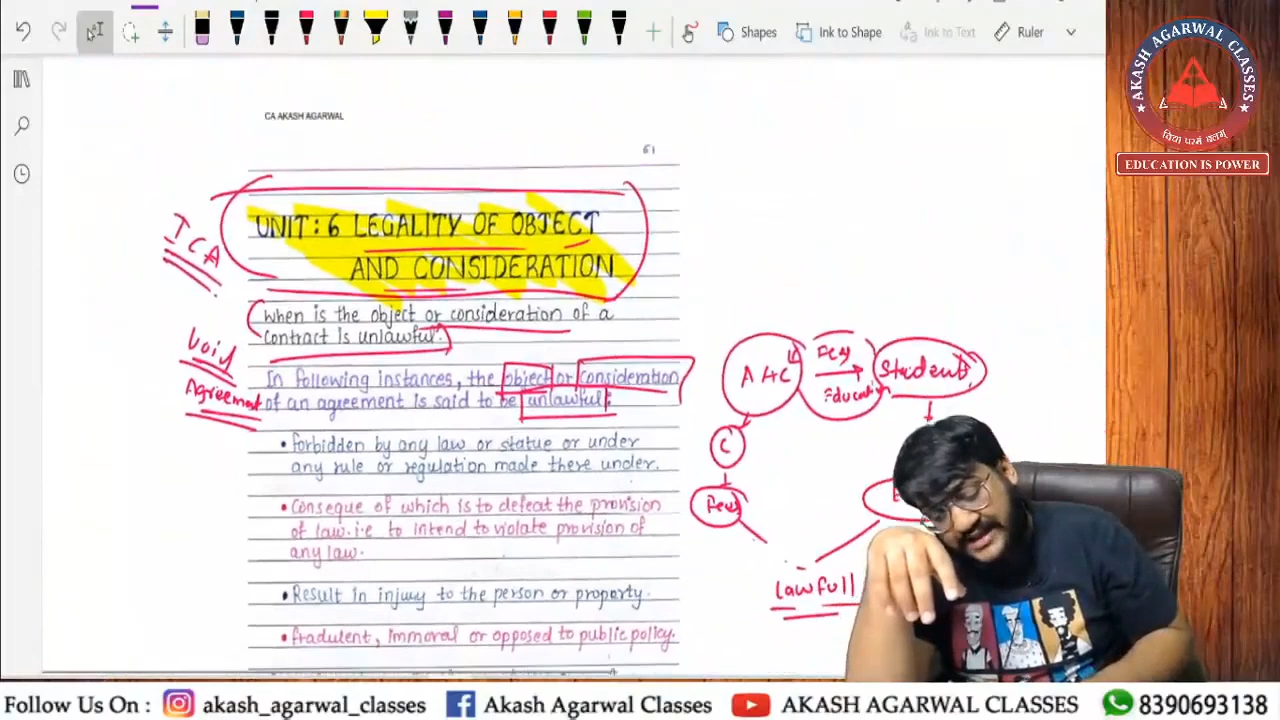 Shapes
Ink to Shape
Ink to Text
Ruler
AKASH AGARWAL CLASSES
विद्या परमं बलम्
EDUCATION IS POWER
CA AKASH AGARWAL
61
UNIT: 6 LEGALITY OF OBJECT
AND CONSIDERATION
ICA
when is the object or consideration of a
contract is unlawful.
Void
Agreement
In following instances, the object or consideration
of an agreement is said to be unlawful:
• forbidden by any law or statue or under
any rule or regulation made there under.
• Conseque of which is to defeat the provision
of law. i.e to intend to violate provision of
any law.
• Result in injury to the person or property.
• fradulent, immoral or opposed to public policy.
AAC
Fees
Education
Student
C
Fees
lawfull
Follow Us On : akash_agarwal_classes Akash Agarwal Classes AKASH AGARWAL CLASSES 8390693138